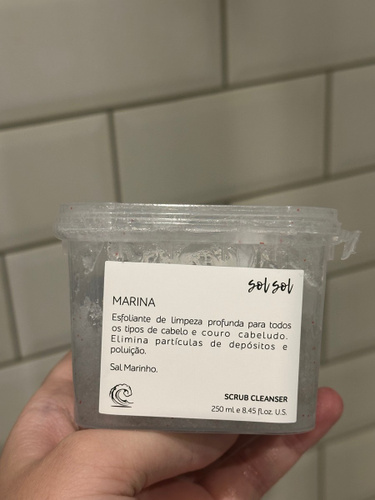 sol sol
MARINA
Esfoliante de limpeza profunda para todos
os tipos de cabelo e couro cabeludo.
Elimina partículas de depósitos e
poluição.
Sal Marinho.
SCRUB CLEANSER
250 ml e 8.45 fl.oz. U.S.